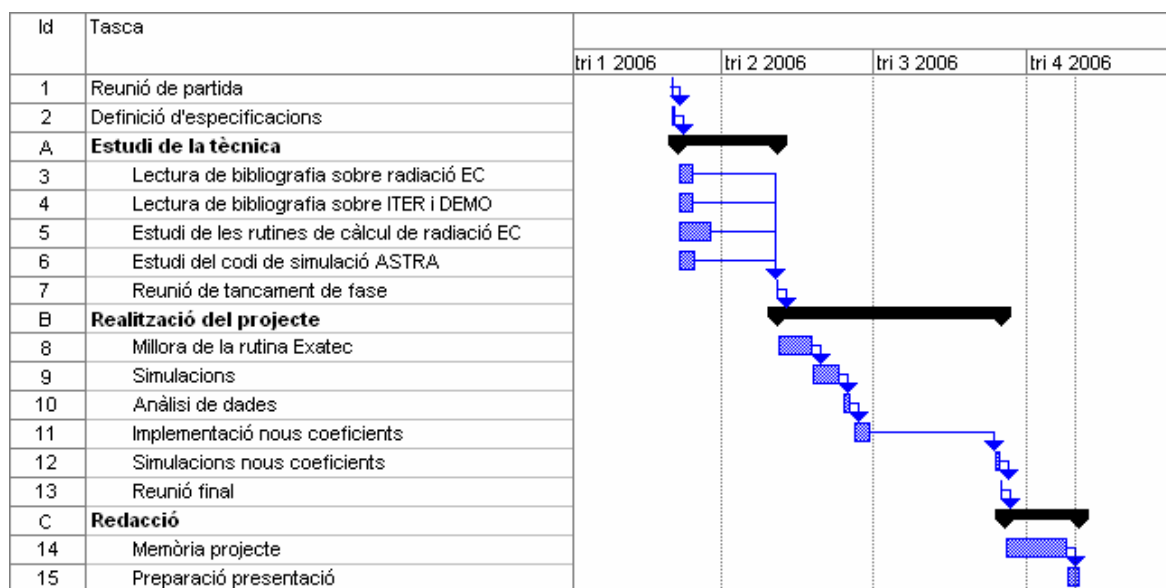 Id Tasca
tri 1 2006 tri 2 2006 tri 3 2006 tri 4 2006
1 Reunió de partida
2 Definició d'especificacions
A Estudi de la tècnica
3 Lectura de bibliografia sobre radiació EC
4 Lectura de bibliografia sobre ITER i DEMO
5 Estudi de les rutines de càlcul de radiació EC
6 Estudi del codi de simulació ASTRA
7 Reunió de tancament de fase
B Realització del projecte
8 Millora de la rutina Exatec
9 Simulacions
10 Anàlisi de dades
11 Implementació nous coeficients
12 Simulacions nous coeficients
13 Reunió final
C Redacció
14 Memòria projecte
15 Preparació presentació